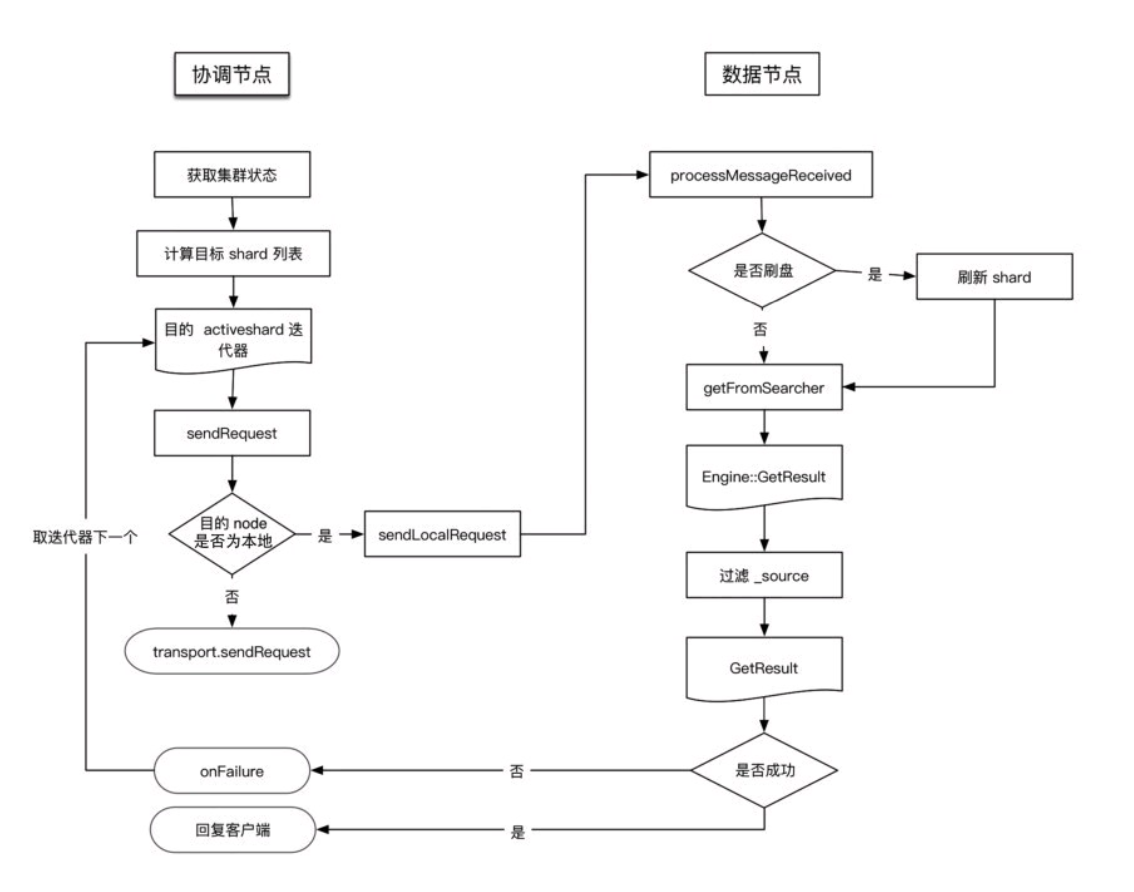 协调节点
数据节点
获取集群状态
processMessageReceived
计算目标 shard 列表
是否刷盘
是
刷新 shard
目的 activeshard 迭
代器
否
getFromSearcher
sendRequest
Engine::GetResult
目的 node
是否为本地
是
sendLocalRequest
取迭代器下一个
否
过滤 _source
transport.sendRequest
GetResult
onFailure
否
是否成功
回复客户端
是